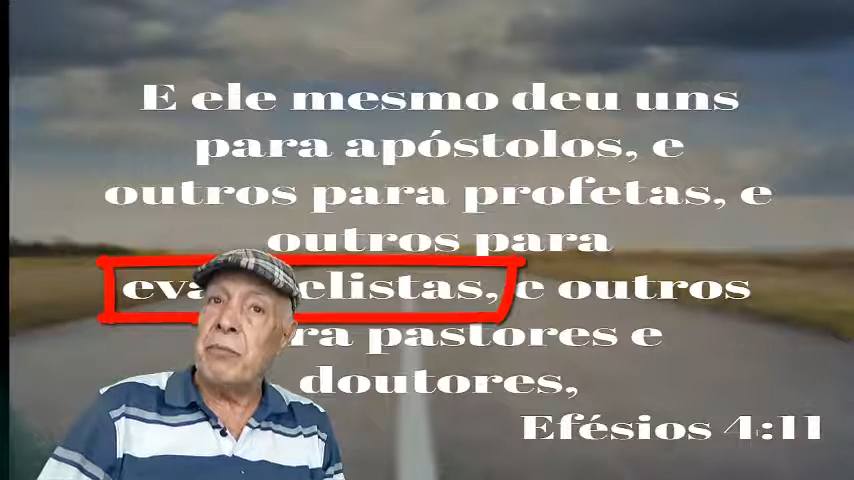 E ele mesmo deu uns
para apóstolos, e
outros para profetas, e
outros para
e outros
pastores e
doutores,
Efésios 4:11